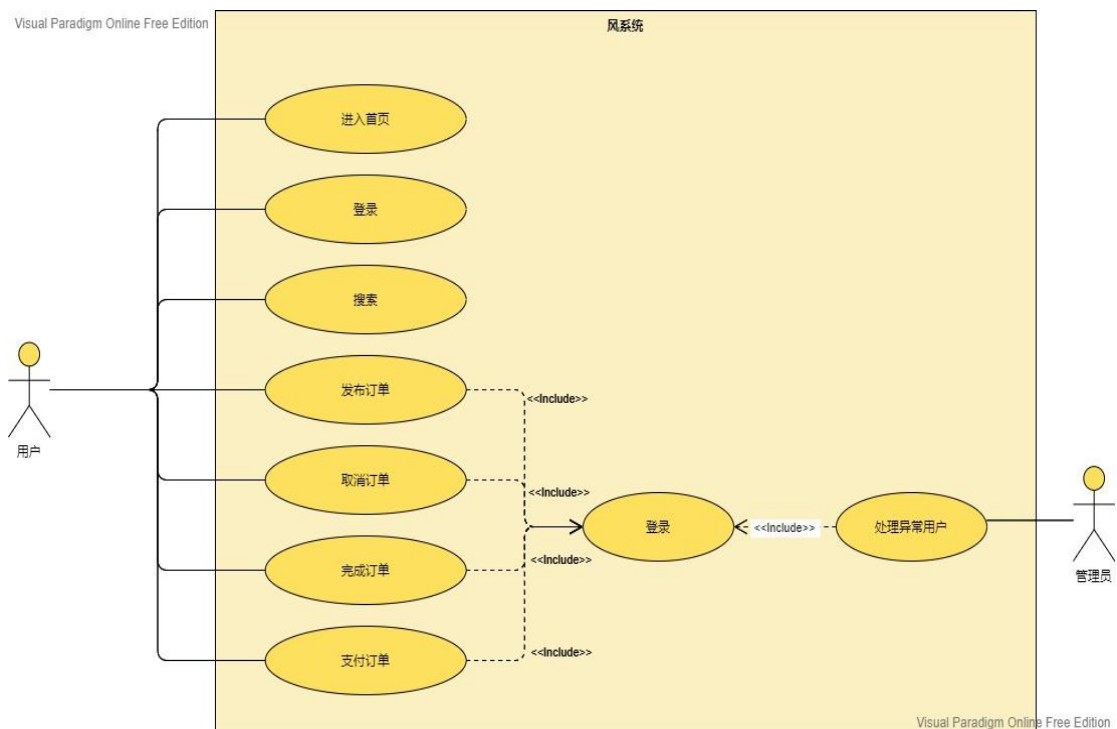 Visual Paradigm Online Free Edition
风系统
进入首页
登录
搜索
发布订单
<<Include>>
用户
取消订单
<<Include>>
登录
<<Include>>
处理异常用户
管理员
完成订单
<<Include>>
支付订单
<<Include>>
Visual Paradigm Online Free Edition